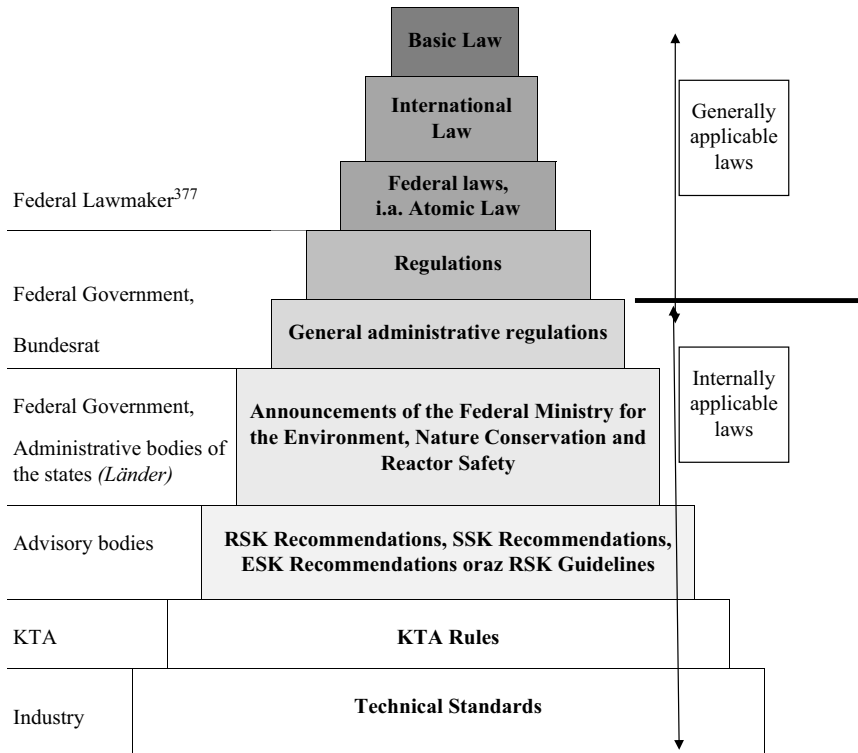 Basic Law
International
Law
Generally
applicable
laws
Federal Lawmaker377
Federal laws,
i.a. Atomic Law
Regulations
Federal Government,
Bundesrat
General administrative regulations
Internally
applicable
laws
Federal Government,
Administrative bodies of
the states (Länder)
Announcements of the Federal Ministry for
the Environment, Nature Conservation and
Reactor Safety
Advisory bodies
RSK Recommendations, SSK Recommendations,
ESK Recommendations oraz RSK Guidelines
KTA
KTA Rules
Industry
Technical Standards